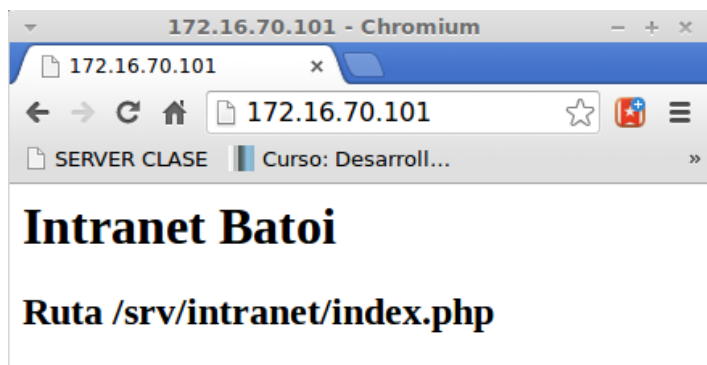 172.16.70.101 - Chromium
172.16.70.101
172.16.70.101
SERVER CLASE Curso: Desarroll...
Intranet Batoi
Ruta /srv/intranet/index.php